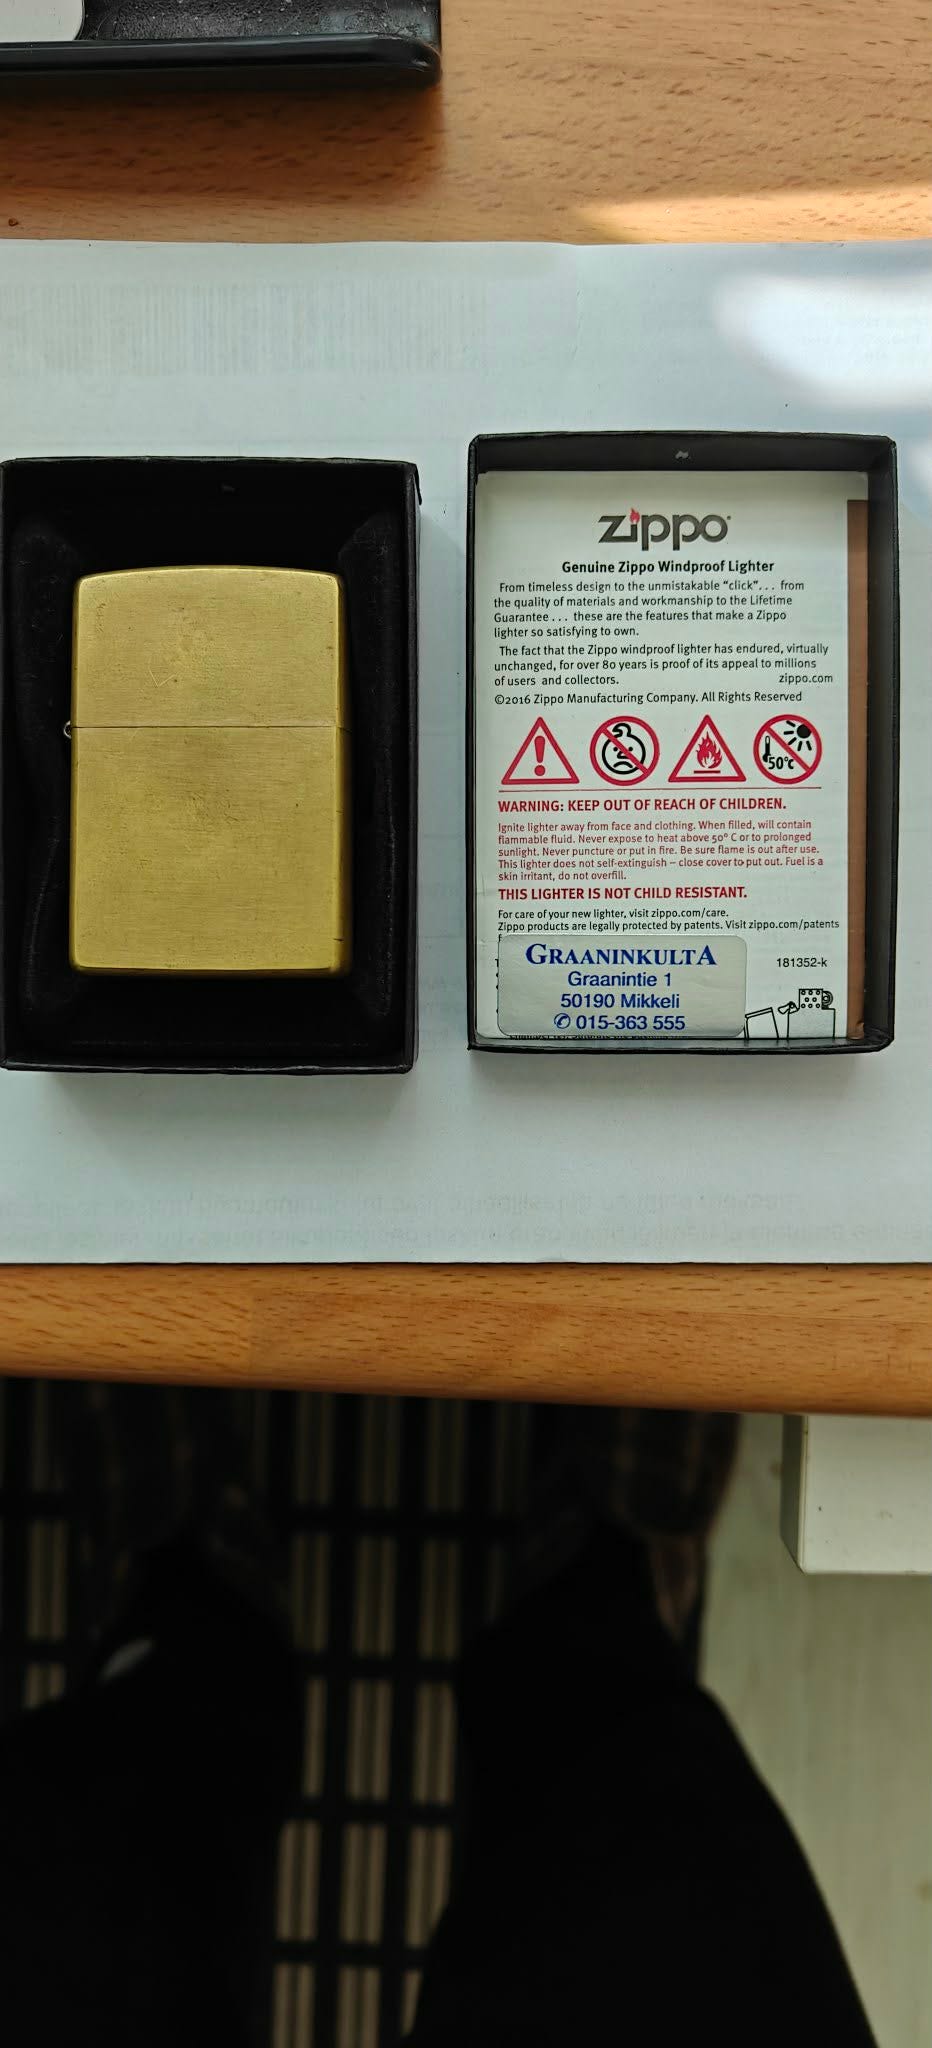 zippo
Genuine Zippo Windproof Lighter
From timeless design to the unmistakable “click”. . . from
the quality of materials and workmanship to the Lifetime
Guarantee . . . these are the features that make a Zippo
lighter so satisfying to own.
The fact that the Zippo windproof lighter has endured, virtually
unchanged, for over 80 years is proof of its appeal to millions
of users and collectors. zippo.com
©2016 Zippo Manufacturing Company. All Rights Reserved
50°C
WARNING: KEEP OUT OF REACH OF CHILDREN.
Ignite lighter away from face and clothing. When filled, will contain
flammable fluid. Never expose to heat above 50° C or to prolonged
sunlight. Never puncture or put in fire. Be sure flame is out after use.
This lighter does not self-extinguish – close cover to put out. Fuel is a
skin irritant, do not overfill.
THIS LIGHTER IS NOT CHILD RESISTANT.
For care of your new lighter, visit zippo.com/care.
Zippo products are legally protected by patents. Visit zippo.com/patents
GRAANINKULTA
Graanintie 1
50190 Mikkeli
✆ 015-363 555
181352-k